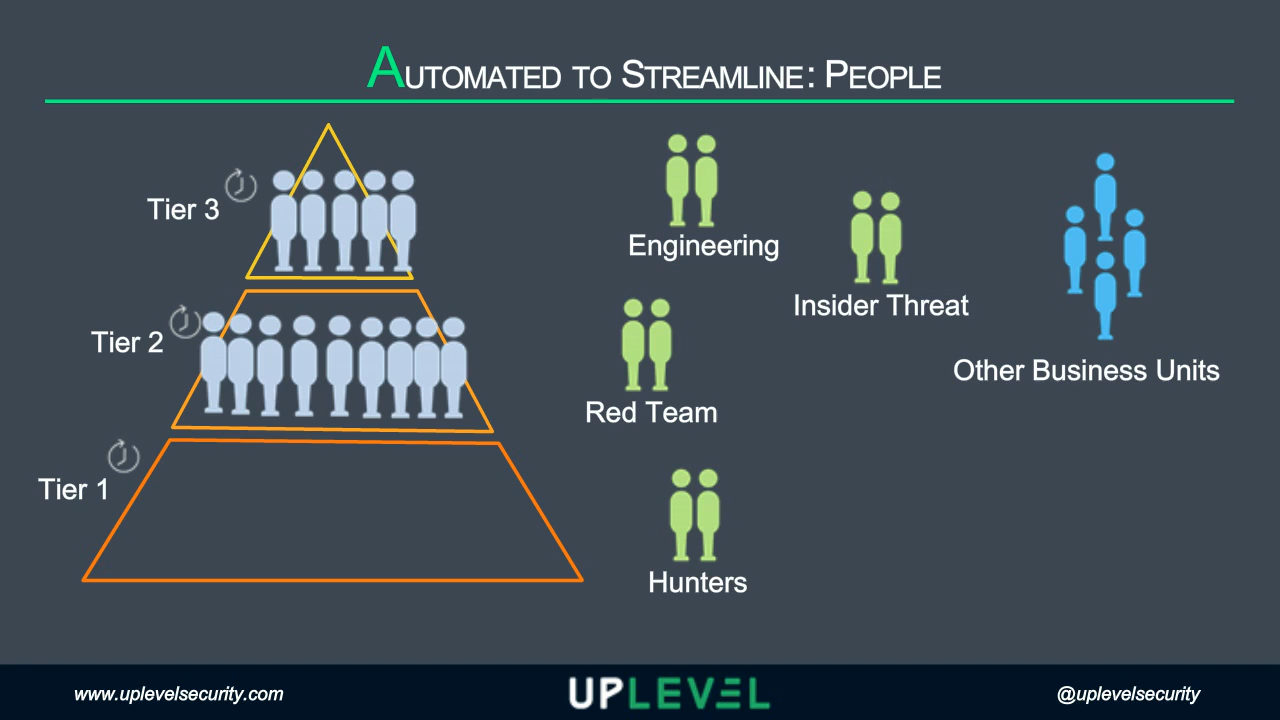 AUTOMATED TO STREAMLINE: PEOPLE
Tier 3
Tier 2
Tier 1
Engineering
Insider Threat
Other Business Units
Red Team
Hunters
www.uplevelsecurity.com
UPLEVEL
@uplevelsecurity